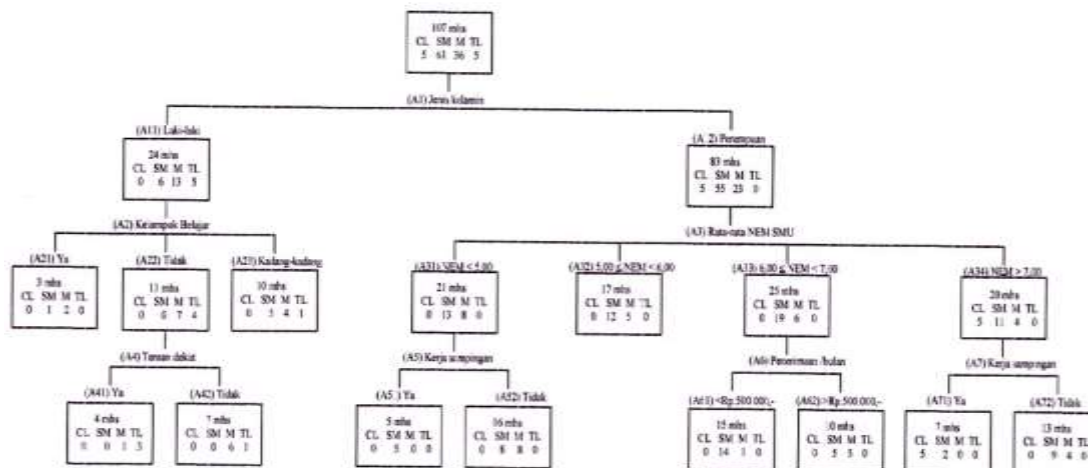 107 mhs
CL SM M TL
5 61 36 5
(A1) Jenis kelamin
(A11) Laki-laki
24 mhs
CL SM M TL
0 6 13 5
(A 2) Perempuan
83 mhs
CL SM M TL
5 55 23 0
(A2) Kelompok Belajar
(A3) Rata-rata NEM SMU
(A21) Ya
3 mhs
CL SM M TL
0 1 2 0
(A22) Tidak
11 mhs
CL SM M TL
0 0 7 4
(A23) Kadang-kadang
10 mhs
CL SM M TL
0 5 4 1
(A31) NEM < 5,00
21 mhs
CL SM M TL
0 13 8 0
(A32) 5,00 ≤ NEM < 6,00
17 mhs
CL SM M TL
0 12 5 0
(A33) 6,00 ≤ NEM < 7,00
25 mhs
CL SM M TL
0 19 6 0
(A34) NEM > 7,00
20 mhs
CL SM M TL
5 11 4 0
(A4) Teman dekat
(A5) Kerja sampingan
(A6) Penerimaan /bulan
(A7) Kerja sampingan
(A41) Ya
4 mhs
CL SM M TL
0 0 1 3
(A42) Tidak
7 mhs
CL SM M TL
0 0 6 1
(A5.) Ya
5 mhs
CL SM M TL
0 5 0 0
(A52) Tidak
16 mhs
CL SM M TL
0 8 8 0
(A61) <Rp.500.000,-
15 mhs
CL SM M TL
0 14 1 0
(A62) >Rp.500.000,-
10 mhs
CL SM M TL
0 5 5 0
(A71) Ya
7 mhs
CL SM M TL
5 2 0 0
(A72) Tidak
13 mhs
CL SM M TL
0 9 4 0